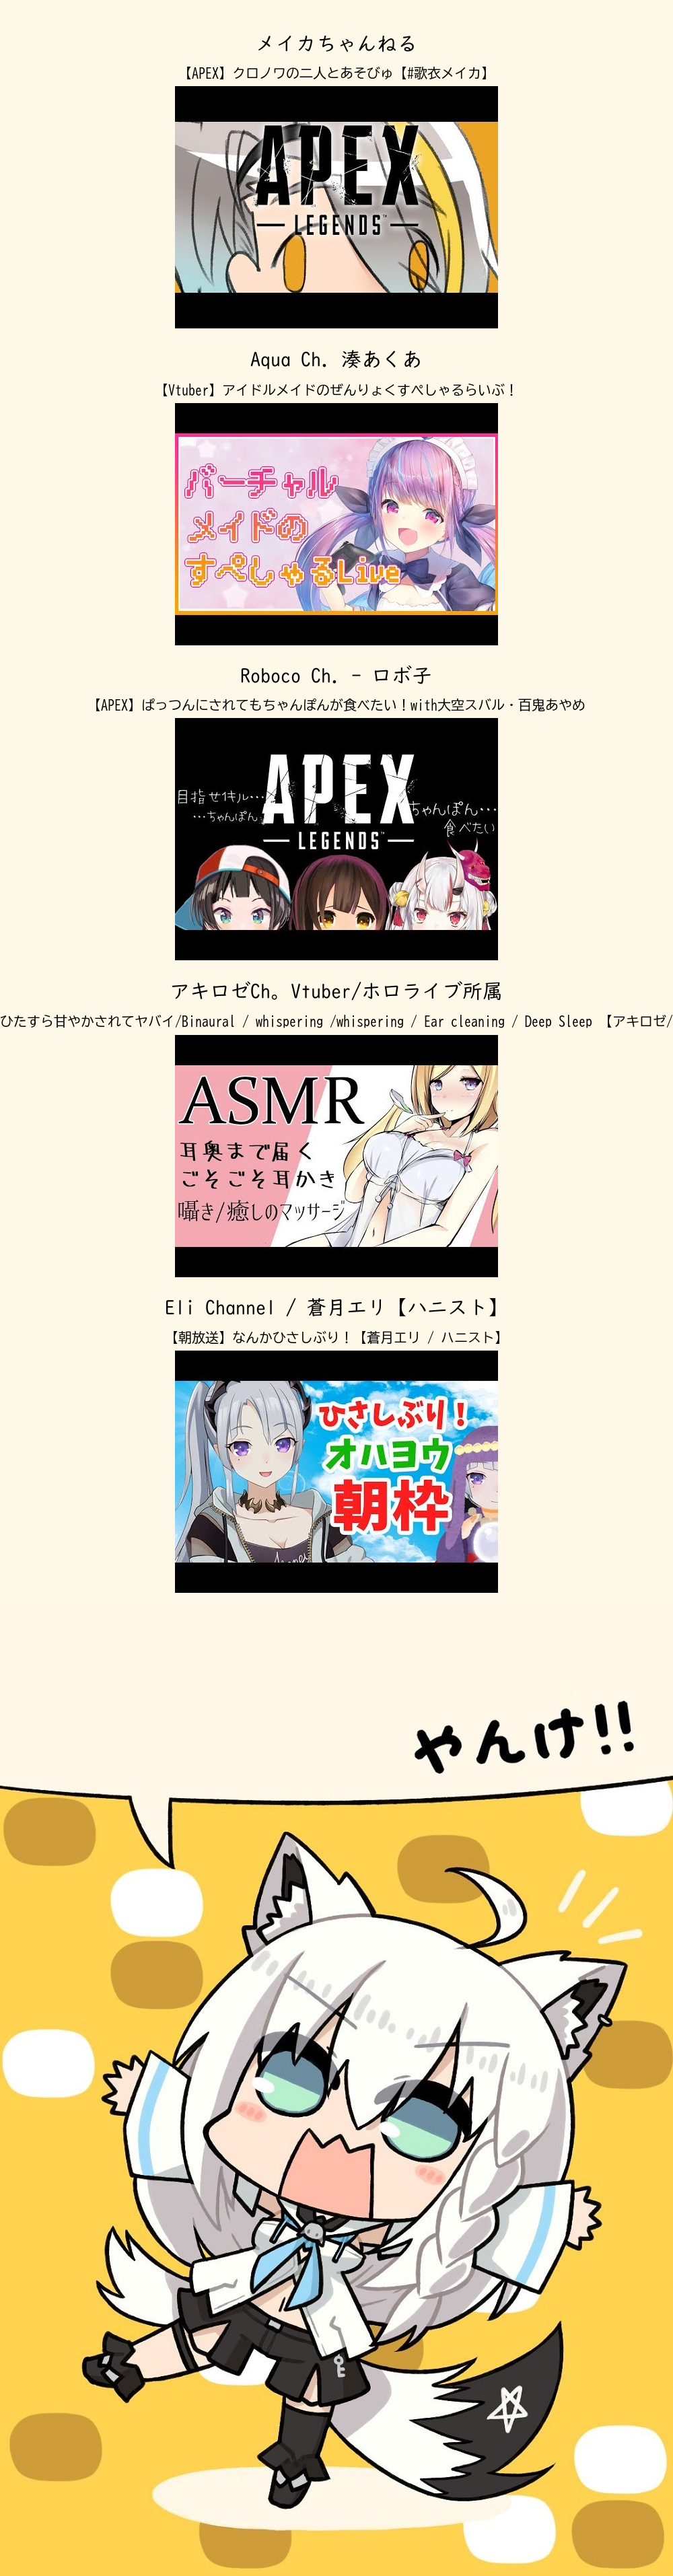 メイカちゃんねる
【APEX】クロノワの二人とあそびゅ【#歌衣メイカ】
APEX
LEGENDS
Aqua Ch. 湊あくあ
【Vtuber】アイドルメイドのぜんりょくすぺしゃるらいぶ！
バーチャル
メイドの
すぺしゃるLive
Roboco Ch. - ロボ子
【APEX】ぱっつんにされてもちゃんぽんが食べたい！with大空スバル・百鬼あやめ
目指せ1キル…
…ちゃんぽん
APEX
LEGENDS
ちゃんぽん…
食べたい
アキロゼCh。Vtuber/ホロライブ所属
ひたすら甘やかされてヤバイ/Binaural / whispering /whispering / Ear cleaning / Deep Sleep 【アキロゼ/
ASMR
耳奥まで届く
ごそごそ耳かき
囁き/癒しのマッサージ
Eli Channel / 蒼月エリ【ハニスト】
【朝放送】なんかひさしぶり！【蒼月エリ / ハニスト】
ひさしぶり！
オハヨウ
朝枠
やんけ!!